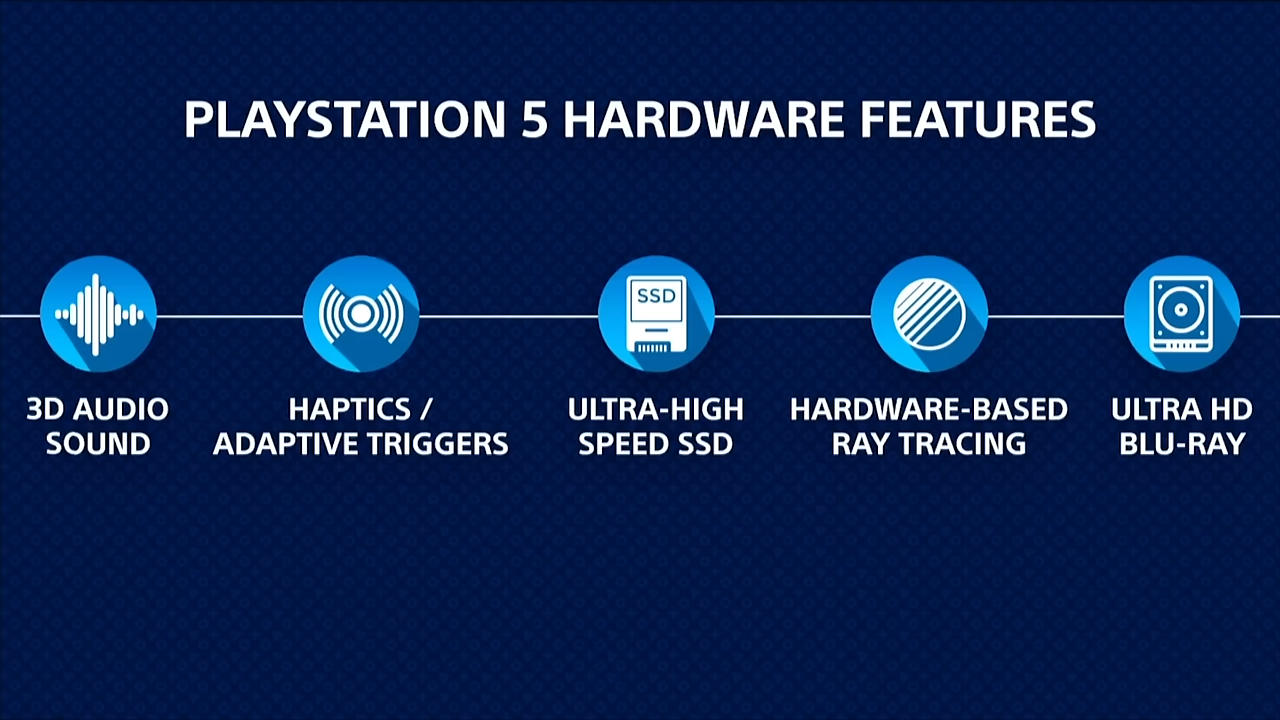 PLAYSTATION 5 HARDWARE FEATURES
SSD
3D AUDIO
SOUND
HAPTICS /
ADAPTIVE TRIGGERS
ULTRA-HIGH
SPEED SSD
HARDWARE-BASED
RAY TRACING
ULTRA HD
BLU-RAY